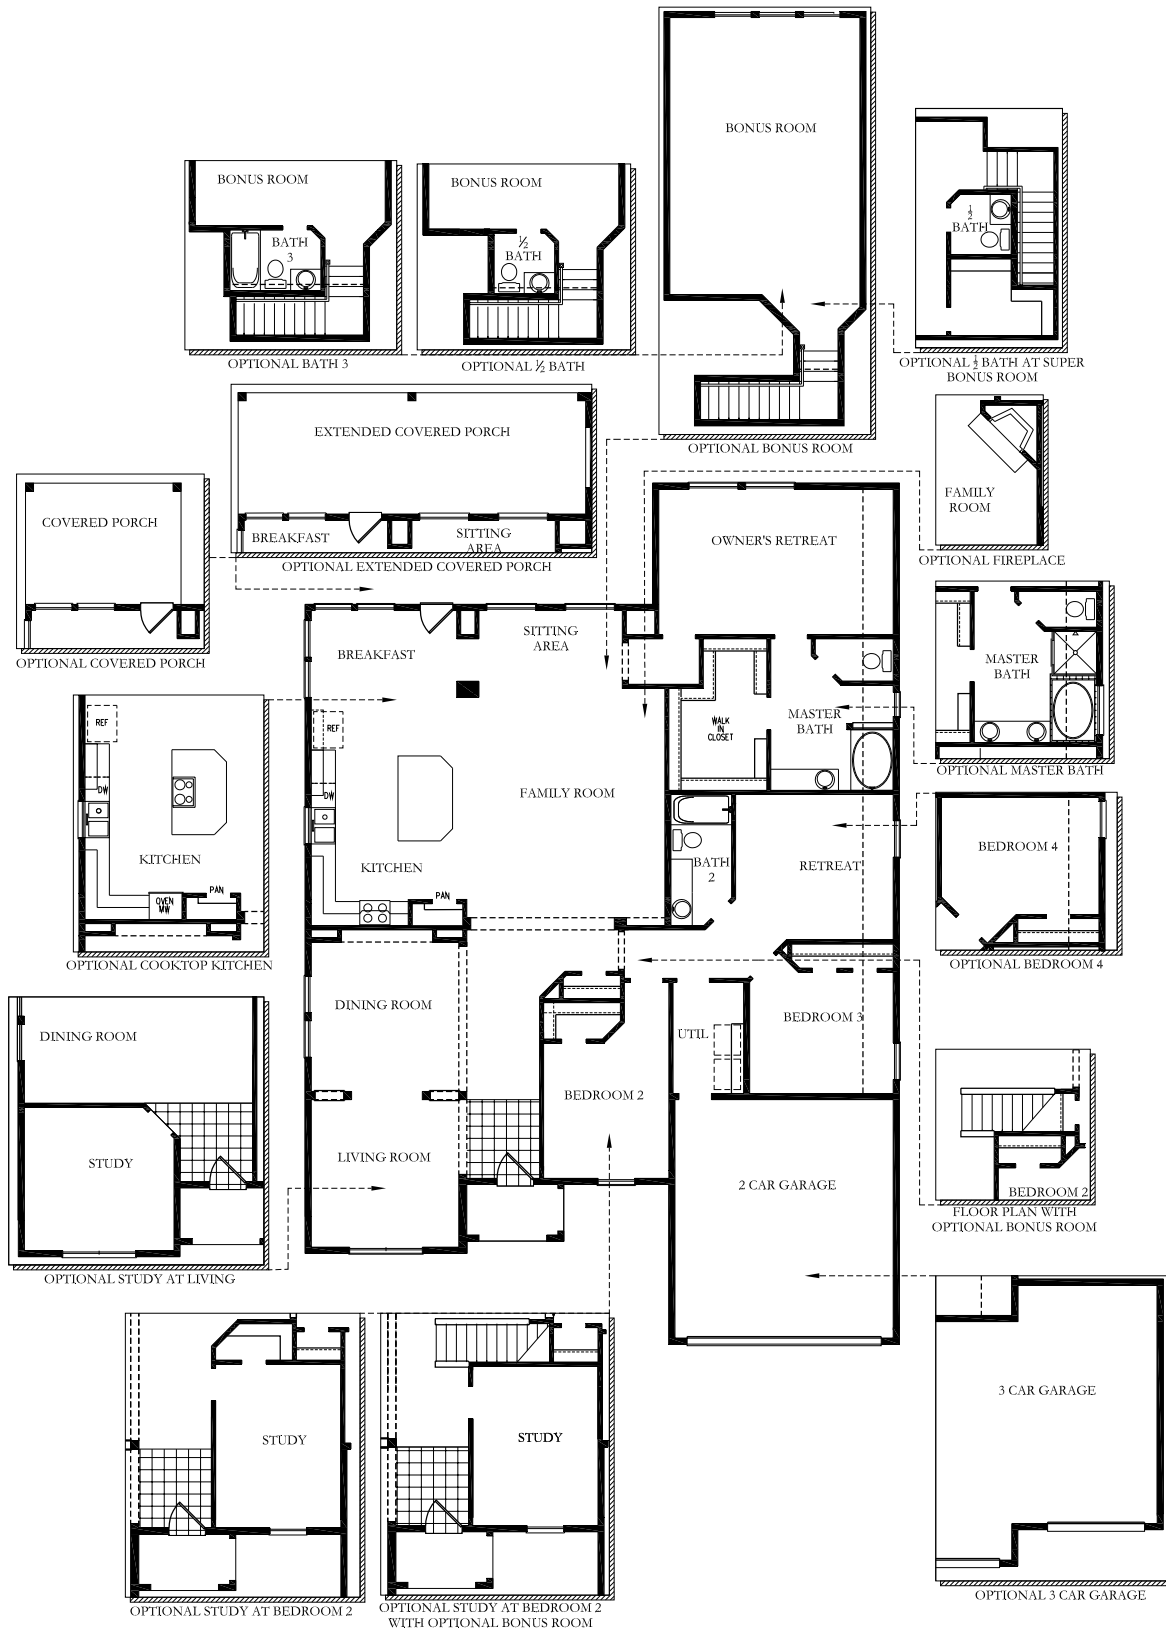 BONUS ROOM
BONUS ROOM
BATH
3
OPTIONAL BATH 3
BONUS ROOM
½
BATH
OPTIONAL ½ BATH
½
BATH
OPTIONAL ½ BATH AT SUPER
BONUS ROOM
OPTIONAL BONUS ROOM
EXTENDED COVERED PORCH
BREAKFAST
SITTING
AREA
OPTIONAL EXTENDED COVERED PORCH
COVERED PORCH
OPTIONAL COVERED PORCH
FAMILY
ROOM
OPTIONAL FIREPLACE
OWNER'S RETREAT
SITTING
AREA
BREAKFAST
MASTER
BATH
OPTIONAL MASTER BATH
REF
DW
KITCHEN
OVEN
MW
PAN
OPTIONAL COOKTOP KITCHEN
REF
DW
FAMILY ROOM
KITCHEN
PAN
WALK
IN
CLOSET
MASTER
BATH
BATH
2
RETREAT
BEDROOM 4
OPTIONAL BEDROOM 4
DINING ROOM
STUDY
OPTIONAL STUDY AT LIVING
DINING ROOM
LIVING ROOM
BEDROOM 2
UTIL
BEDROOM 3
2 CAR GARAGE
BEDROOM 2
FLOOR PLAN WITH
OPTIONAL BONUS ROOM
STUDY
OPTIONAL STUDY AT BEDROOM 2
STUDY
OPTIONAL STUDY AT BEDROOM 2
WITH OPTIONAL BONUS ROOM
3 CAR GARAGE
OPTIONAL 3 CAR GARAGE